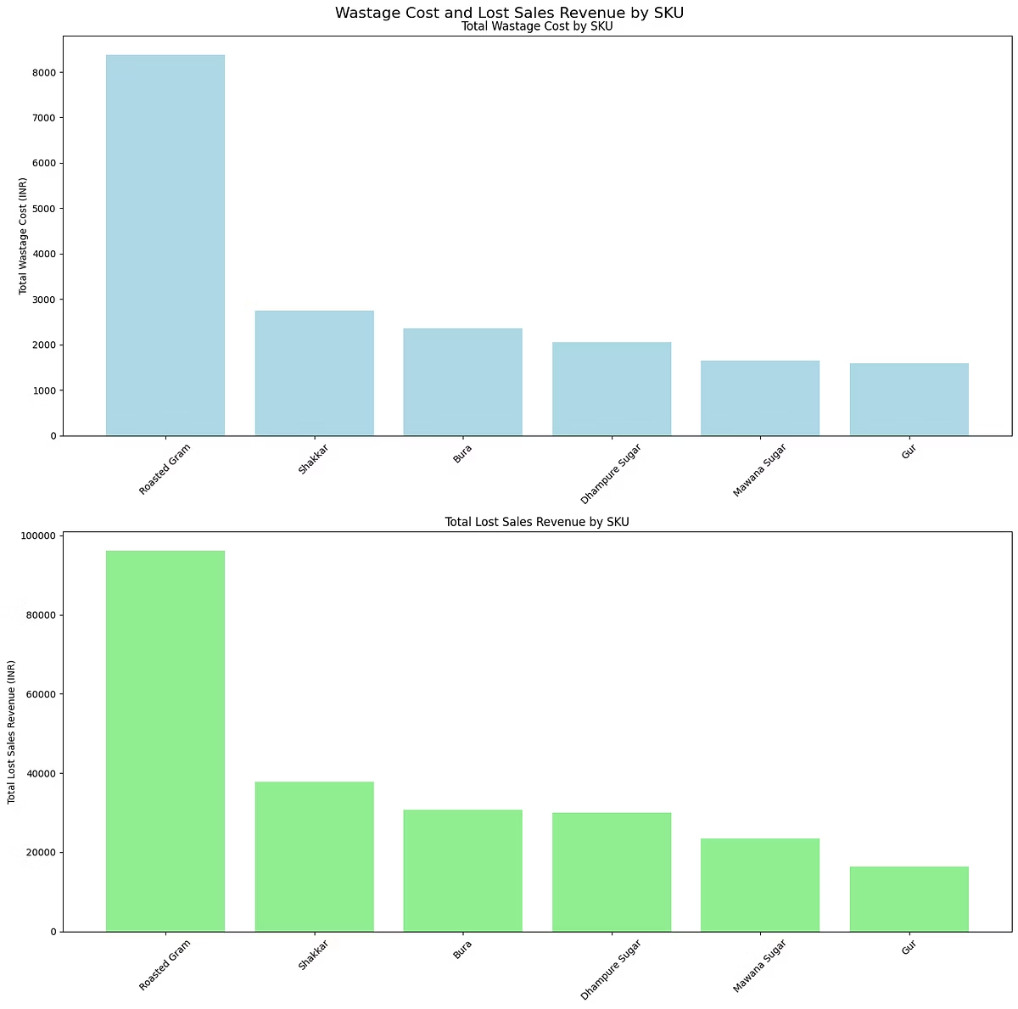 Wastage Cost and Lost Sales Revenue by SKU
Total Wastage Cost by SKU
Total Wastage Cost (INR)
8000
7000
6000
5000
4000
3000
2000
1000
0
Roasted Gram
Shakkar
Bura
Dhampure Sugar
Mawana Sugar
Gur
Total Lost Sales Revenue by SKU
Total Lost Sales Revenue (INR)
100000
80000
60000
40000
20000
0
Roasted Gram
Shakkar
Bura
Dhampure Sugar
Mawana Sugar
Gur